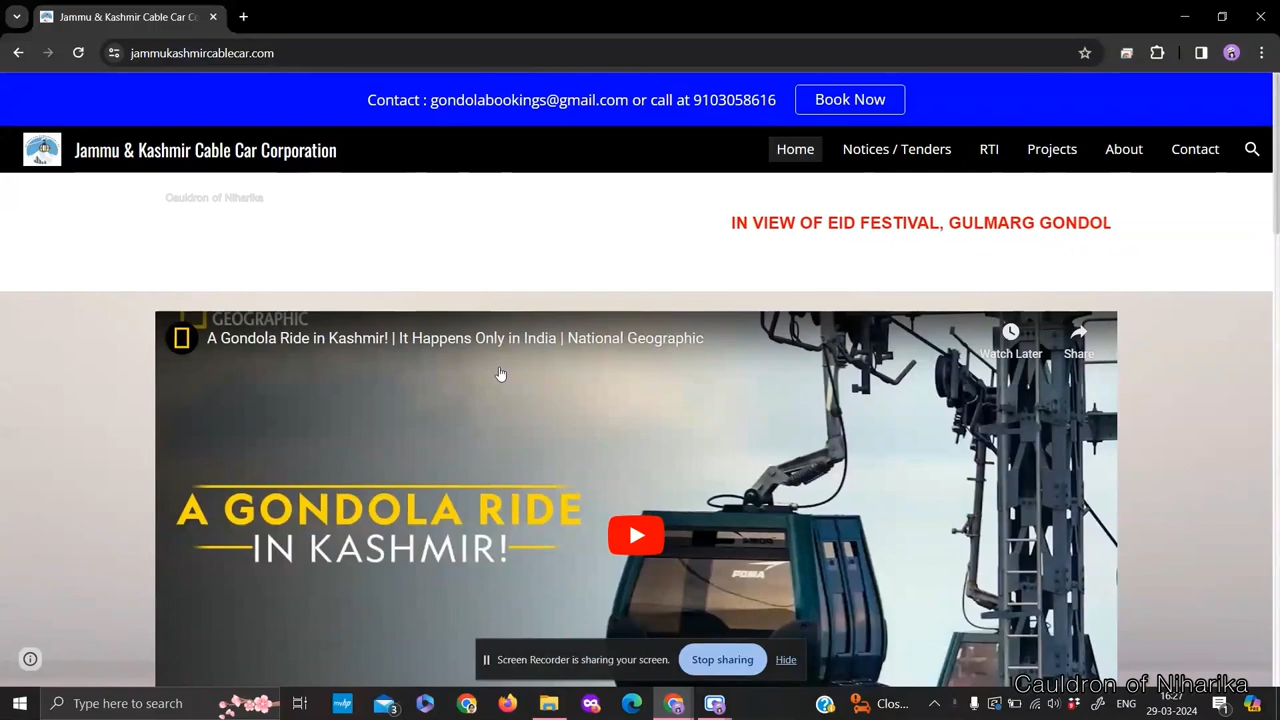 Jammu & Kashmir Cable Car Co
jammukashmircablecar.com
Contact : gondolabookings@gmail.com or call at 9103058616
Book Now
Jammu & Kashmir Cable Car Corporation
Home
Notices / Tenders
RTI
Projects
About
Contact
Cauldron of Niharika
IN VIEW OF EID FESTIVAL, GULMARG GONDOL
GEOGRAPHIC
A Gondola Ride in Kashmir! | It Happens Only in India | National Geographic
Watch Later
Share
A GONDOLA RIDE
IN KASHMIR!
POMA
Screen Recorder is sharing your screen.
Stop sharing
Hide
Cauldron of Niharika
Type here to search
3
Clos...
ENG
16:27
29-03-2024
1